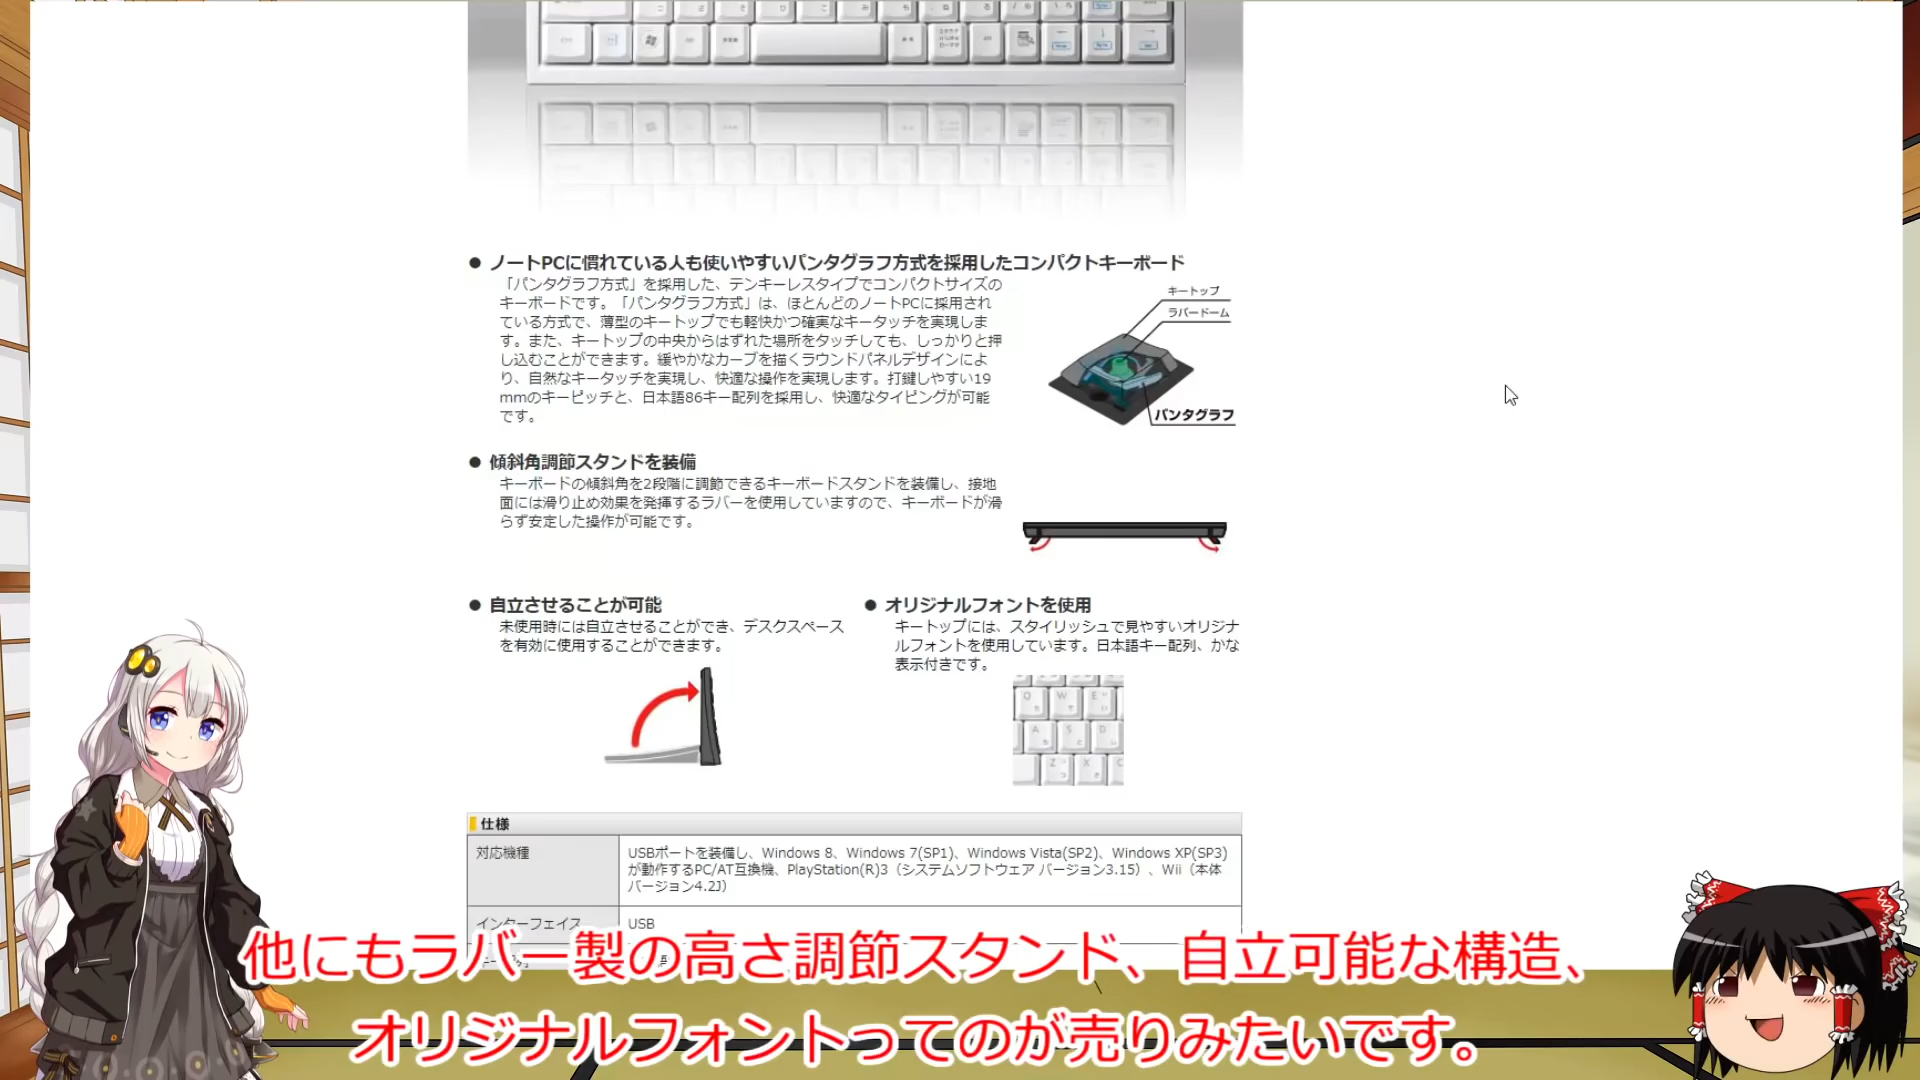 ● ノートPCに慣れている人も使いやすいパンタグラフ方式を採用したコンパクトキーボード
「パンタグラフ方式」を採用した、テンキーレスタイプでコンパクトサイズの
キーボードです。「パンタグラフ方式」は、ほとんどのノートPCに採用され
ている方式で、薄型のキートップでも軽快かつ確実なキータッチを実現しま
す。また、キートップの中央からはずれた場所をタッチしても、しっかりと押
し込むことができます。緩やかなカーブを描くラウンドパネルデザインによ
り、自然なキータッチを実現し、快適な操作を実現します。打鍵しやすい19
mmのキーピッチと、日本語86キー配列を採用し、快適なタイピングが可能
です。
キートップ
ラバードーム
パンタグラフ
● 傾斜角調節スタンドを装備
キーボードの傾斜角を2段階に調節できるキーボードスタンドを装備し、接地
面には滑り止め効果を発揮するラバーを使用していますので、キーボードが滑
らず安定した操作が可能です。
● 自立させることが可能
未使用時には自立させることができ、デスクスペース
を有効に使用することができます。
● オリジナルフォントを使用
キートップには、スタイリッシュで見やすいオリジナ
ルフォントを使用しています。日本語キー配列、かな
表示付きです。
Q W E
A S D
Z X C
仕様
対応機種
USBポートを装備し、Windows 8、Windows 7(SP1)、Windows Vista(SP2)、Windows XP(SP3)
が動作するPC/AT互換機、PlayStation(R)3（システムソフトウェア バージョン3.15）、Wii（本体
バージョン4.2J）
インターフェイス
USB
他にもラバー製の高さ調節スタンド、自立可能な構造、
オリジナルフォントってのが売りみたいです。